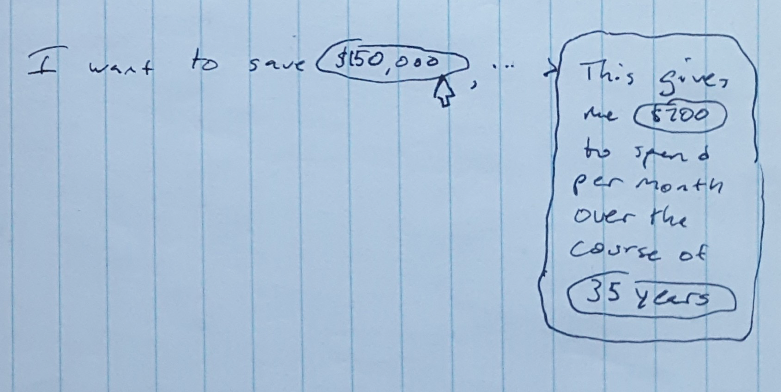 I want to save $150,000, ...
This gives
me $200
to spend
per month
over the
course of
35 years